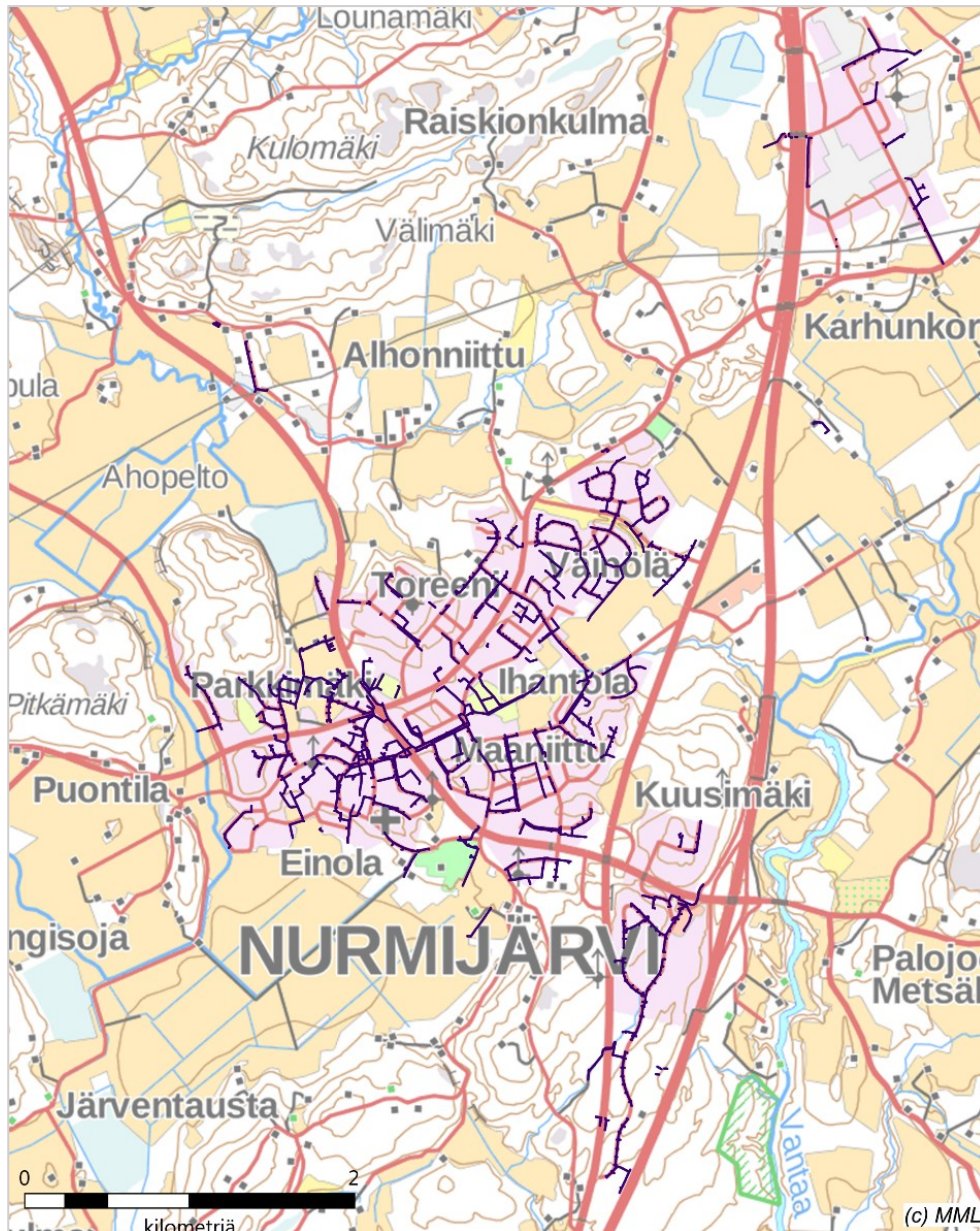 Lounamäki
Raiskionkulma
Kulomäki
Välimäki
Karhunkor
Alhonniittu
pula
Ahopelto
Väinölä
Toreeni
Parkkimäki
Ihantola
Pitkämäki
Maaniittu
Puontila
Kuusimäki
Einola
ngisoja
NURMIJÄRVI
Palojo
Metsäl
Järventausta
Vantaa
0 2
kilometriä
(c) MML